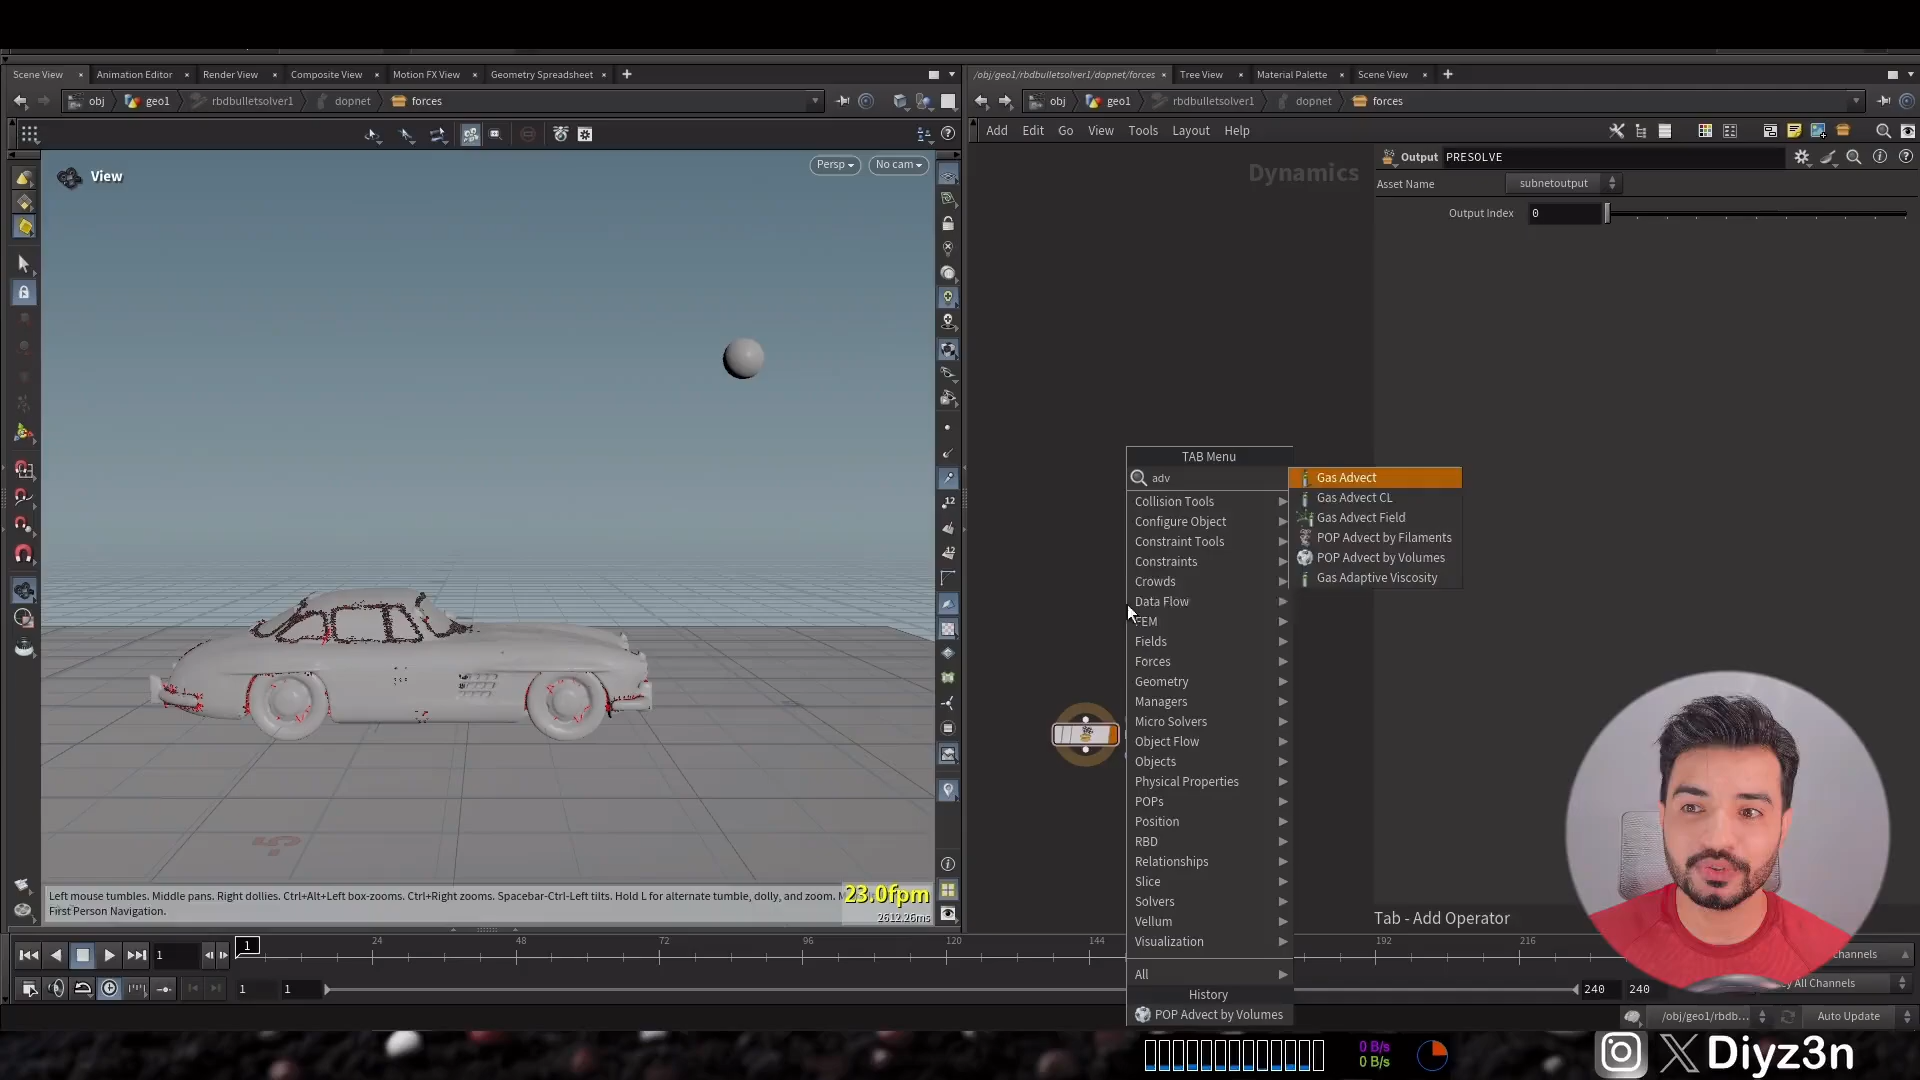 Scene View
Animation Editor
Render View
Composite View
Motion FX View
Geometry Spreadsheet
/obj/geo1/rbdbulletsolver1/dopnet/forces
Tree View
Material Palette
Scene View
obj
geo1
rbdbulletsolver1
dopnet
forces
obj
geo1
rbdbulletsolver1
dopnet
forces
Add
Edit
Go
View
Tools
Layout
Help
View
Persp
No cam
Dynamics
Output PRESOLVE
Asset Name
subnetoutput
Output Index
0
TAB Menu
adv
Collision Tools
Configure Object
Constraint Tools
Constraints
Crowds
Data Flow
FEM
Fields
Forces
Geometry
Managers
Micro Solvers
Object Flow
Objects
Physical Properties
POPs
Position
RBD
Relationships
Slice
Solvers
Vellum
Visualization
All
History
POP Advect by Volumes
Gas Advect
Gas Advect CL
Gas Advect Field
POP Advect by Filaments
POP Advect by Volumes
Gas Adaptive Viscosity
12
12
Left mouse tumbles. Middle pans. Right dollies. Ctrl+Alt+Left box-zooms. Ctrl+Right zooms. Spacebar-Ctrl-Left tilts. Hold L for alternate tumble, dolly, and zoom.
First Person Navigation.
23.0fpm
2612.26ms
Tab - Add Operator
1
1
24
48
72
96
120
144
192
216
1
1
240
240
hannels
y All Channels
/obj/geo1/rbdb...
Auto Update
0 B/s
0 B/s
Diyz3n